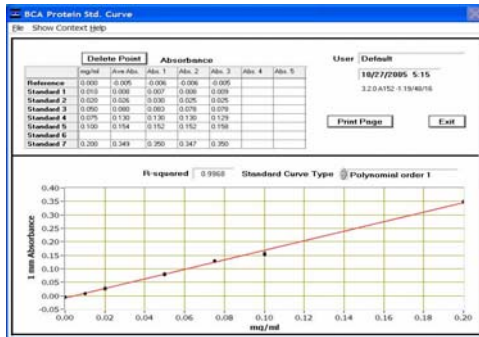 BCA Protein Std. Curve
File Show Context Help
Delete Point Absorbance User Default
mg/ml Ave Abs. Abs. 1 Abs. 2 Abs. 3 Abs. 4 Abs. 5
10/27/2005 5:15
Reference 0.000 -0.005 -0.006 -0.006 -0.005
Standard 1 0.010 0.008 0.007 0.008 0.009
3.2.0 A152
Standard 2 0.020 0.026 0.030 0.025 0.025
Standard 3 0.050 0.080 0.083 0.078 0.079
Standard 4 0.075 0.130 0.130 0.130 0.129
Standard 5 0.100 0.154 0.152 0.152 0.158
Standard 6
Standard 7 0.200 0.349 0.350 0.347 0.350
Print Page Exit
R-squared 0.9968 Standard Curve Type Polynomial order 1
1 mm Absorbance
0.40
0.35
0.30
0.25
0.20
0.15
0.10
0.05
0.00
-0.05
0.00 0.02 0.04 0.06 0.08 0.10 0.12 0.14 0.16 0.18 0.20
mg/ml